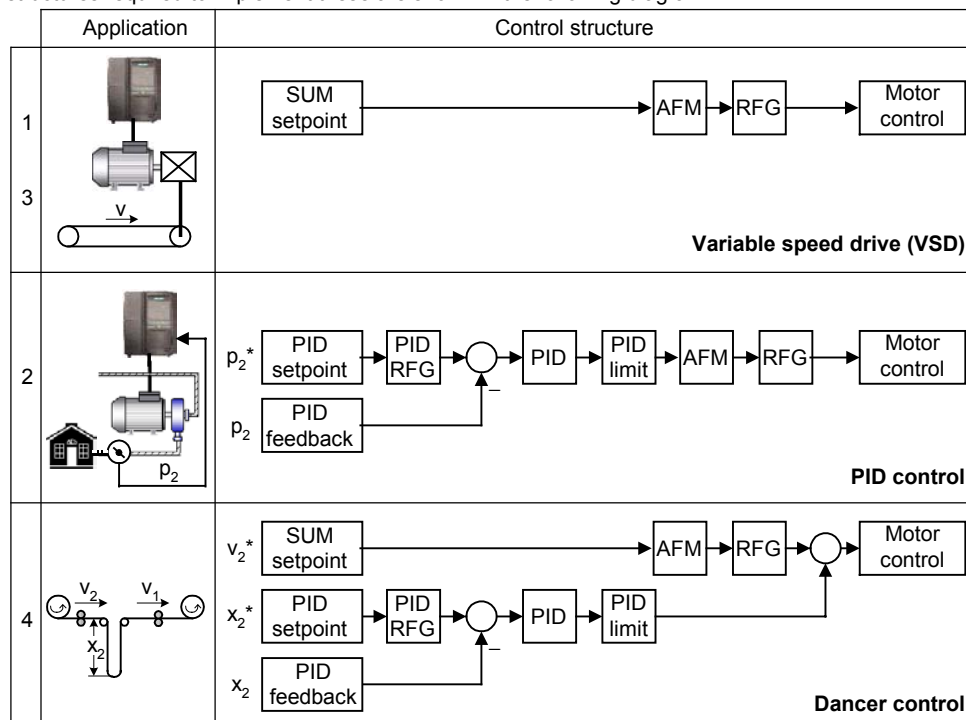 Application
Control structure
1
3
v
SUM
setpoint
AFM
RFG
Motor
control
Variable speed drive (VSD)
2
p2
p2*
PID
setpoint
PID
RFG
PID
PID
limit
AFM
RFG
Motor
control
p2
PID
feedback
–
PID control
4
v2
v1
x2
v2*
SUM
setpoint
AFM
RFG
Motor
control
x2*
PID
setpoint
PID
RFG
PID
PID
limit
x2
PID
feedback
–
Dancer control